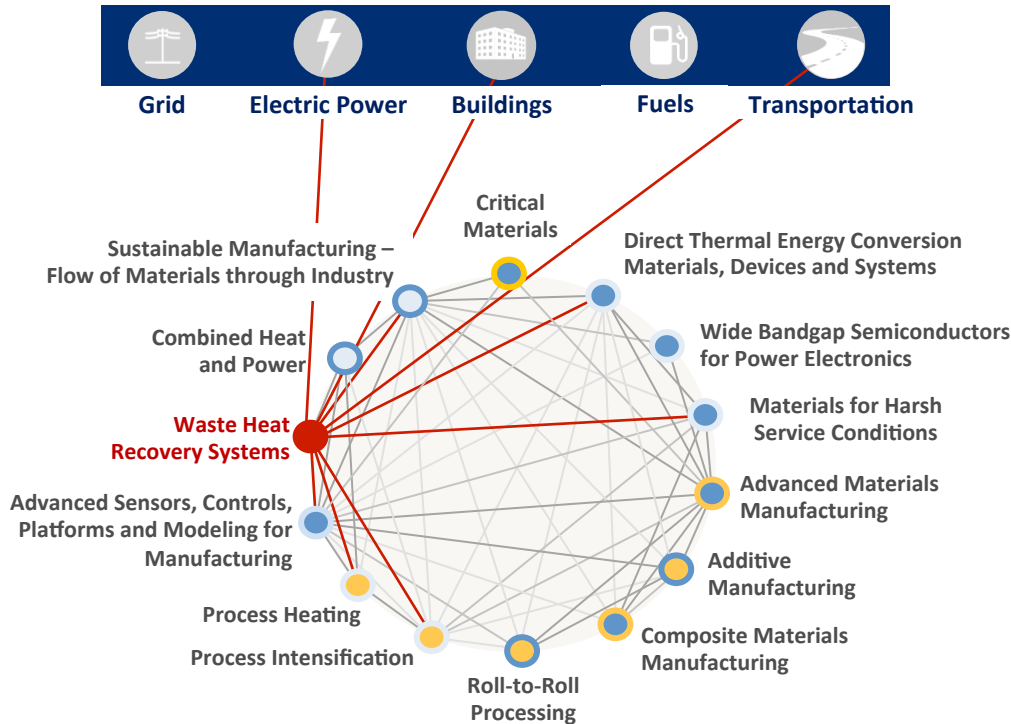 Grid
Electric Power
Buildings
Fuels
Transportation
Critical
Materials
Sustainable Manufacturing –
Flow of Materials through Industry
Direct Thermal Energy Conversion
Materials, Devices and Systems
Combined Heat
and Power
Wide Bandgap Semiconductors
for Power Electronics
Waste Heat
Recovery Systems
Materials for Harsh
Service Conditions
Advanced Sensors, Controls,
Platforms and Modeling for
Manufacturing
Advanced Materials
Manufacturing
Additive
Manufacturing
Process Heating
Composite Materials
Manufacturing
Process Intensification
Roll-to-Roll
Processing